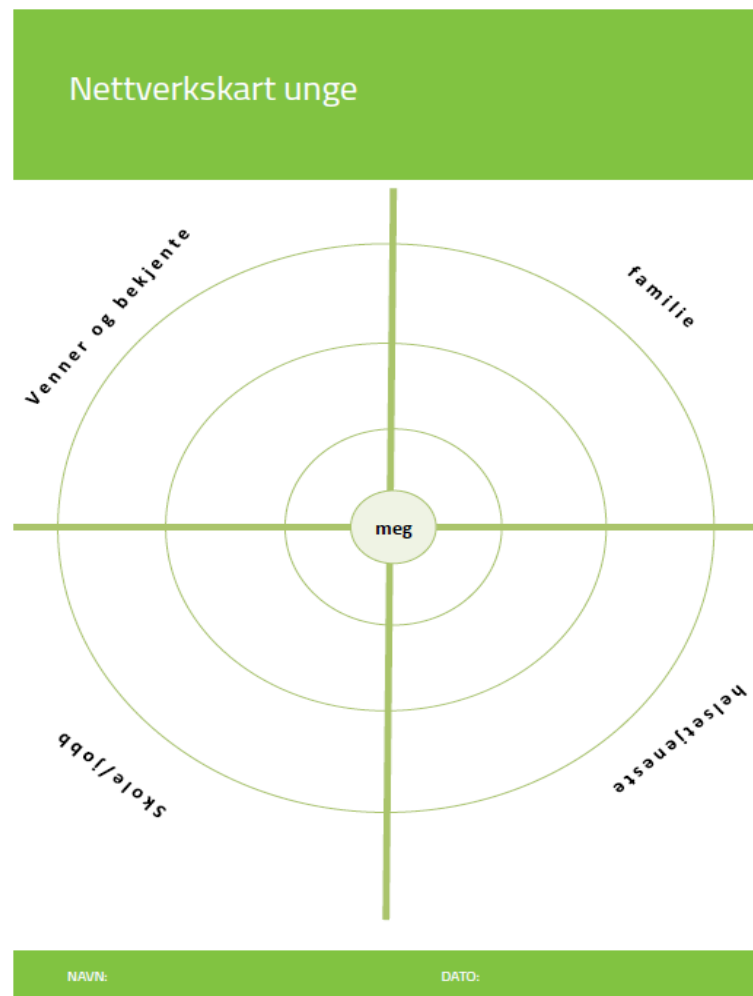 Nettverkskart unge
Venner og bekjente
familie
meg
Skole/jobb
helsetjeneste
NAVN:
DATO: